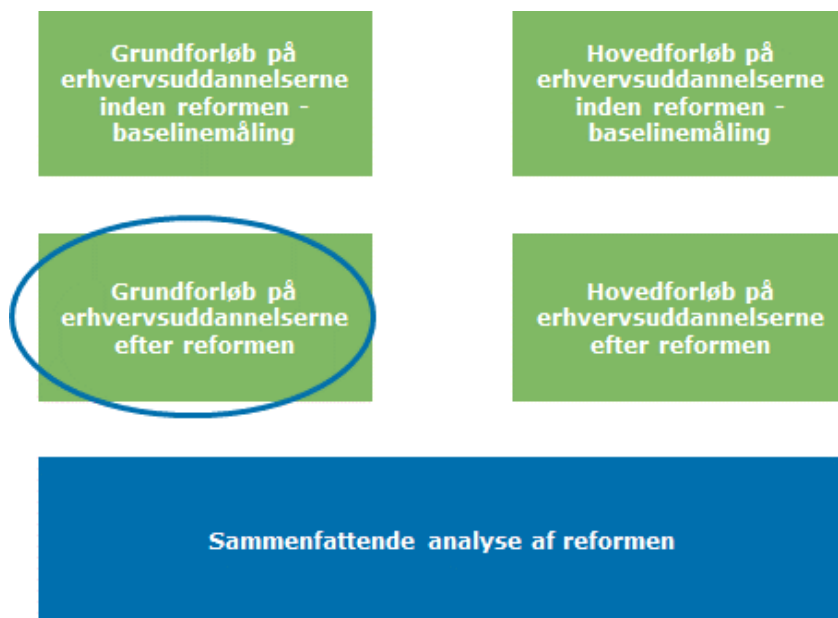 Grundforløb på
erhvervsuddannelserne
inden reformen -
baselinemåling
Hovedforløb på
erhvervsuddannelserne
inden reformen -
baselinemåling
Grundforløb på
erhvervsuddannelserne
efter reformen
Hovedforløb på
erhvervsuddannelserne
efter reformen
Sammenfattende analyse af reformen